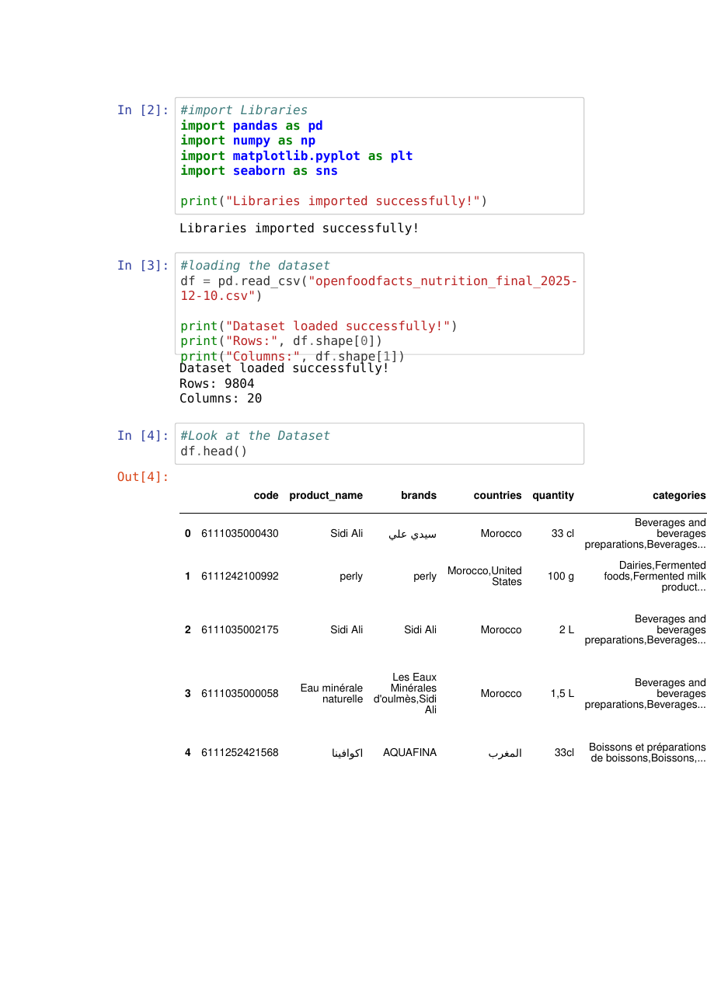 In [2]: #import Libraries
import pandas as pd
import numpy as np
import matplotlib.pyplot as plt
import seaborn as sns
print("Libraries imported successfully!")
Libraries imported successfully!
In [3]: #loading the dataset
df = pd.read_csv("openfoodfacts_nutrition_final_2025-
12-10.csv")
print("Dataset loaded successfully!")
print("Rows:", df.shape[0])
print("Columns:", df.shape[1])
Dataset loaded successfully!
Rows: 9804
Columns: 20
In [4]: #Look at the Dataset
df.head()
Out[4]:
code product_name brands countries quantity categories
0 6111035000430 Sidi Ali سيدي علي Morocco 33 cl Beverages and
beverages
preparations,Beverages...
1 6111242100992 perly perly Morocco,United
States 100 g Dairies,Fermented
foods,Fermented milk
product...
2 6111035002175 Sidi Ali Sidi Ali Morocco 2 L Beverages and
beverages
preparations,Beverages...
3 6111035000058 Eau minérale
naturelle Les Eaux
Minérales
d'oulmès,Sidi
Ali Morocco 1,5 L Beverages and
beverages
preparations,Beverages...
4 6111252421568 اكوافينا AQUAFINA المغرب 33cl Boissons et préparations
de boissons,Boissons,...